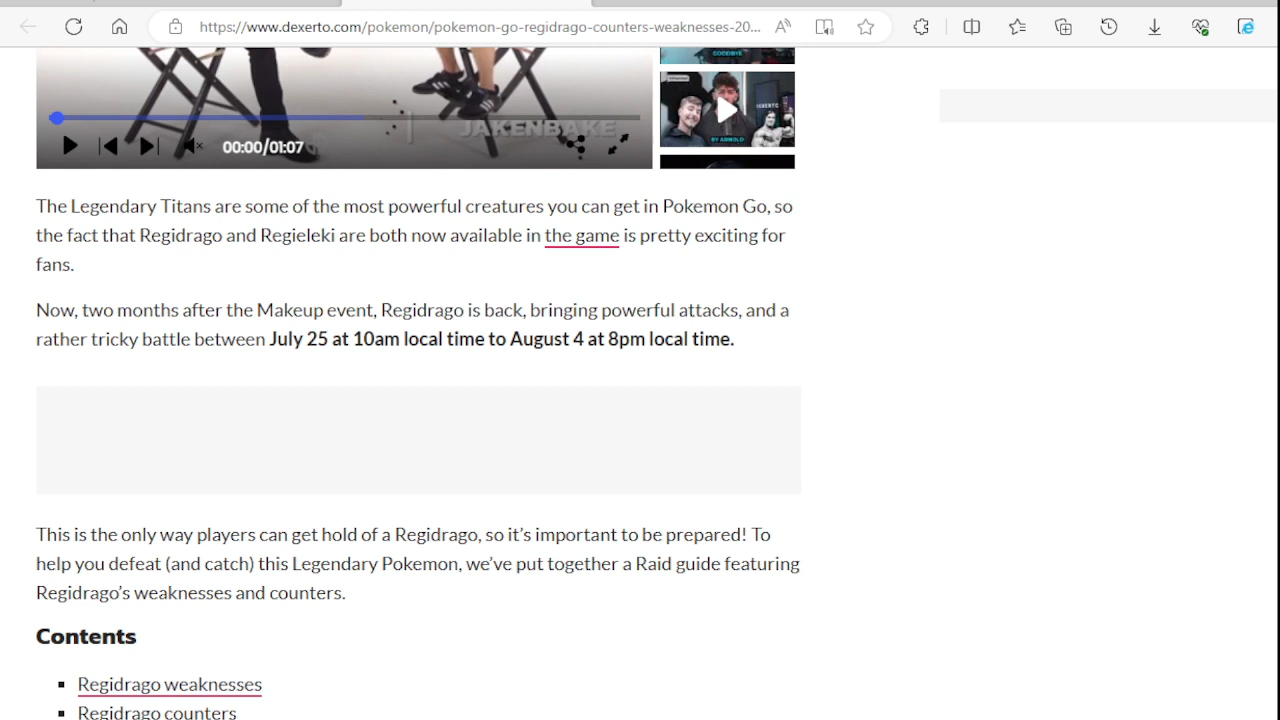 https://www.dexerto.com/pokemon/pokemon-go-regidrago-counters-weaknesses-20...
GOODBYE
BY ARNOLD
JAKENBAKE
00:00/01:07
The Legendary Titans are some of the most powerful creatures you can get in Pokemon Go, so
the fact that Regidrago and Regieleki are both now available in the game is pretty exciting for
fans.
Now, two months after the Makeup event, Regidrago is back, bringing powerful attacks, and a
rather tricky battle between July 25 at 10am local time to August 4 at 8pm local time.
This is the only way players can get hold of a Regidrago, so it’s important to be prepared! To
help you defeat (and catch) this Legendary Pokemon, we’ve put together a Raid guide featuring
Regidrago’s weaknesses and counters.
Contents
Regidrago weaknesses
Regidrago counters